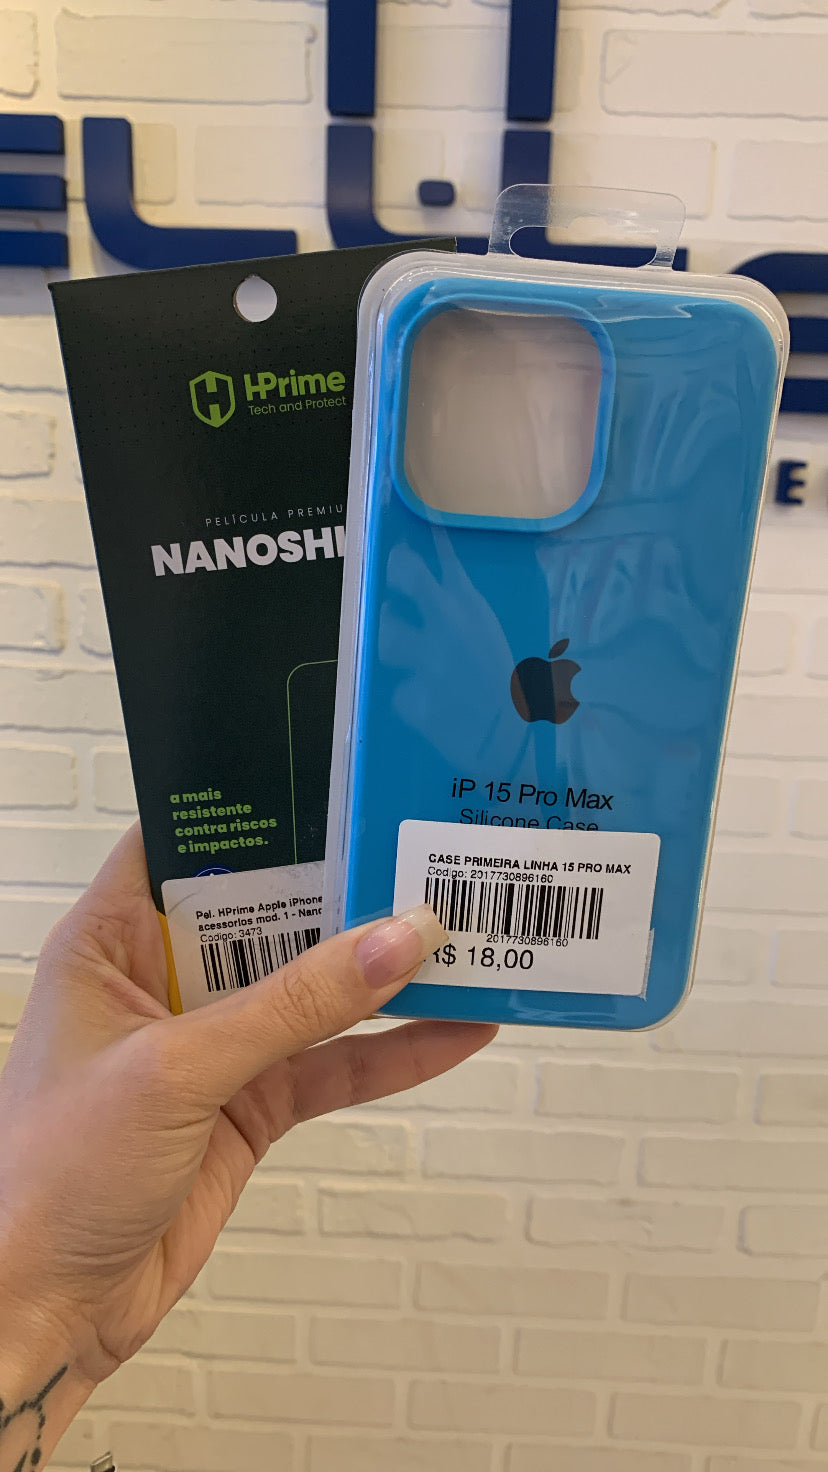 HPrime
Tech and Protect
PELÍCULA PREMIU
NANOSHI
a mais
resistente
contra riscos
e impactos.
Pel. HPrime Apple iPhone
acessorios mod. 1 - Nano
Codigo: 3473
iP 15 Pro Max
Silicone Case
CASE PRIMEIRA LINHA 15 PRO MAX
Codigo: 2017730896160
2017730896160
R$ 18,00